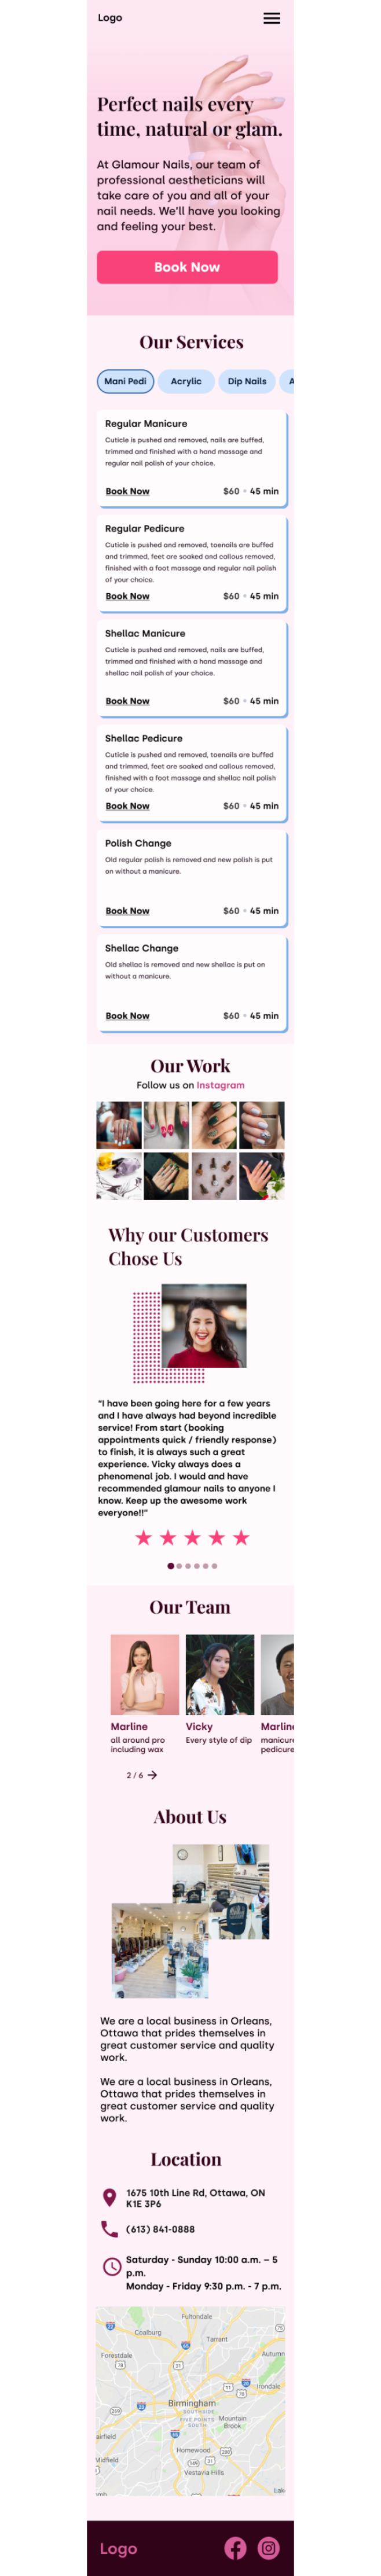 Logo
Perfect nails every
time, natural or glam.
At Glamour Nails, our team of
professional aestheticians will
take care of you and all of your
nail needs. We'll have you looking
and feeling your best.
Book Now
Our Services
Mani Pedi Acrylic Dip Nails A
Regular Manicure
Cuticle is pushed and removed, nails are buffed,
trimmed and finished with a hand massage and
regular nail polish of your choice.
Book Now $60 • 45 min
Regular Pedicure
Cuticle is pushed and removed, toenails are buffed
and trimmed, feet are soaked and callous removed,
finished with a foot massage and regular nail polish
of your choice.
Book Now $60 • 45 min
Shellac Manicure
Cuticle is pushed and removed, nails are buffed,
trimmed and finished with a hand massage and
shellac nail polish of your choice.
Book Now $60 • 45 min
Shellac Pedicure
Cuticle is pushed and removed, toenails are buffed
and trimmed, feet are soaked and callous removed,
finished with a foot massage and shellac nail polish
of your choice.
Book Now $60 • 45 min
Polish Change
Old regular polish is removed and new polish is put
on without a manicure.
Book Now $60 • 45 min
Shellac Change
Old shellac is removed and new shellac is put on
without a manicure.
Book Now $60 • 45 min
Our Work
Follow us on Instagram
Why our Customers
Chose Us
"I have been going here for a few years
and I have always had beyond incredible
service! From start (booking
appointments quick / friendly response)
to finish, it is always such a great
experience. Vicky always does a
phenomenal job. I would and have
recommended glamour nails to anyone I
know. Keep up the awesome work
everyone!!"
Our Team
Marline Vicky Marline
all around pro Every style of dip manicure
including wax pedicure
2 / 6
About Us
We are a local business in Orleans,
Ottawa that prides themselves in
great customer service and quality
work.
We are a local business in Orleans,
Ottawa that prides themselves in
great customer service and quality
work.
Location
1675 10th Line Rd, Ottawa, ON
K1E 3P6
(613) 841-0888
Saturday - Sunday 10:00 a.m. – 5
p.m.
Monday - Friday 9:30 p.m. - 7 p.m.
Fultondale
Coalburg
Tarrant
Forestdale
Autumn
Irondale
Birmingham
SOUTHSIDE
FIVE POINTS
SOUTH
Mountain
Brook
airfield
Homewood
Midfield
Vestavia Hills
Lak
Logo